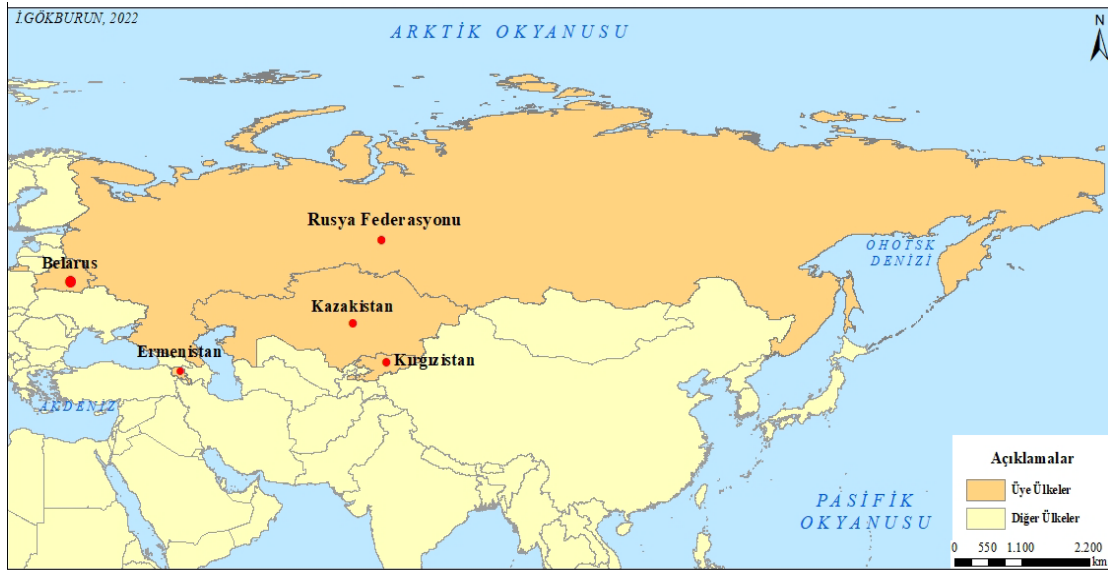 İ.GÖKBURUN, 2022
ARKTİK OKYANUSU
N
Rusya Federasyonu
OHOTSK
DENİZİ
Belarus
Kazakistan
Ermenistan
Kırgızistan
AKDENİZ
PASİFİK
OKYANUSU
Açıklamalar
Üye Ülkeler
Diğer Ülkeler
0 550 1.100 2.200
km